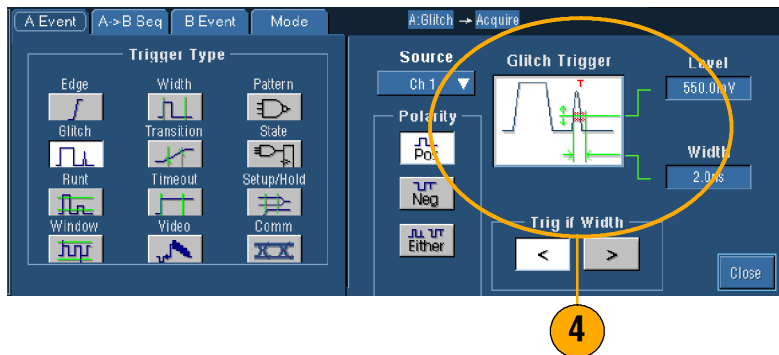 A Event A->B Seq B Event Mode A:Glitch → Acquire
Trigger Type
Edge Width Pattern
Glitch Transition State
Runt Timeout Setup/Hold
Window Video Comm
Source
Ch 1
Polarity
Pos
Neg
Either
Glitch Trigger
T
Level
550.0mV
Width
2.0ns
Trig if Width
< >
Close
4